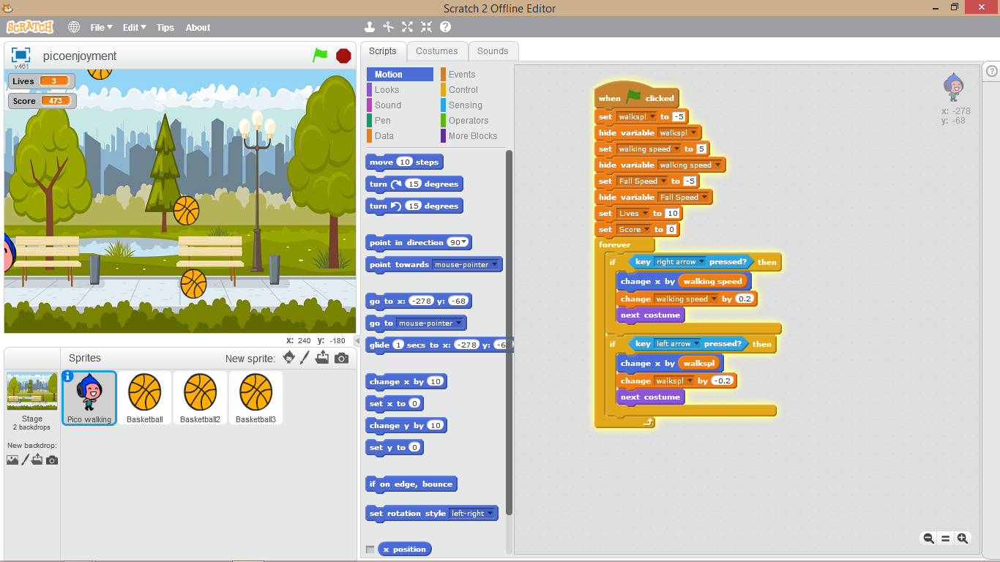 Scratch 2 Offline Editor
SCRATCH
File
Edit
Tips
About
picoenjoyment
v461
Lives 3
Score 473
x: 240 y: -180
Sprites
New sprite:
Stage
2 backdrops
New backdrop:
Pico walking
Basketball
Basketball2
Basketball3
Scripts
Costumes
Sounds
Motion
Events
Looks
Control
Sound
Sensing
Pen
Operators
Data
More Blocks
move 10 steps
turn 15 degrees
turn 15 degrees
point in direction 90
point towards mouse-pointer
go to x: -278 y: -68
go to mouse-pointer
glide 1 secs to x: -278 y: -68
change x by 10
set x to 0
change y by 10
set y to 0
if on edge, bounce
set rotation style left-right
x position
when clicked
set walkspl to -5
hide variable walkspl
set walking speed to 5
hide variable walking speed
set Fall Speed to -5
hide variable Fall Speed
set Lives to 10
set Score to 0
forever
if key right arrow pressed? then
change x by walking speed
change walking speed by 0.2
next costume
if key left arrow pressed? then
change x by walkspl
change walkspl by -0.2
next costume
x: -278
y: -68